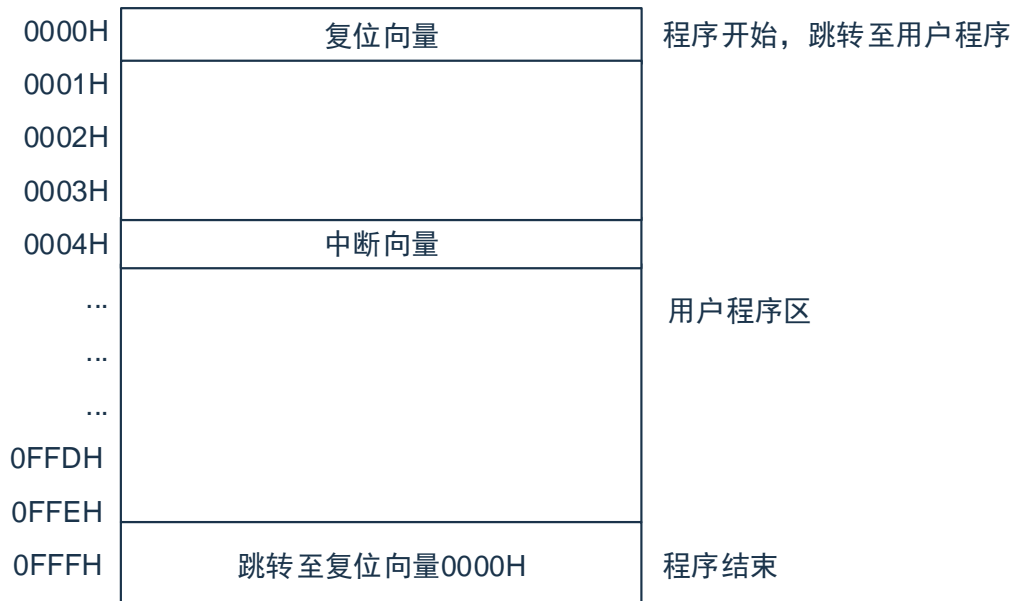 0000H 复位向量 程序开始，跳转至用户程序
0001H
0002H
0003H
0004H 中断向量
... 用户程序区
...
...
0FFDH
0FFEH
0FFFH 跳转至复位向量0000H 程序结束